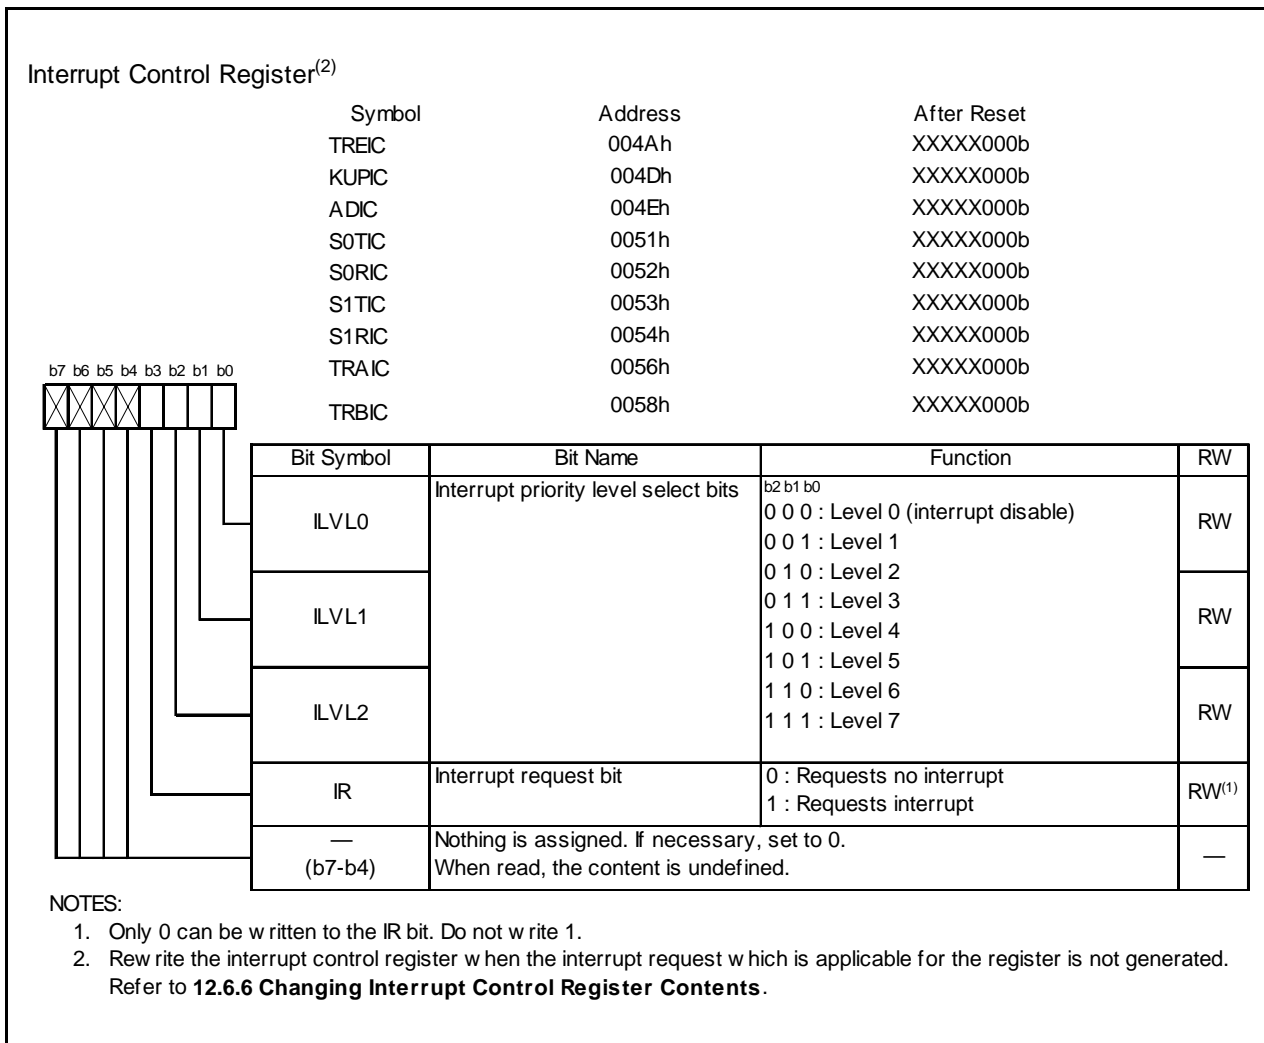 Interrupt Control Register(2)
Symbol Address After Reset
TREIC 004Ah XXXXX000b
KUPIC 004Dh XXXXX000b
ADIC 004Eh XXXXX000b
S0TIC 0051h XXXXX000b
S0RIC 0052h XXXXX000b
S1TIC 0053h XXXXX000b
S1RIC 0054h XXXXX000b
TRAIC 0056h XXXXX000b
b7 b6 b5 b4 b3 b2 b1 b0
TRBIC 0058h XXXXX000b
Bit Symbol Bit Name Function RW
ILVL0 Interrupt priority level select bits b2 b1 b0
0 0 0 : Level 0 (interrupt disable) RW
0 0 1 : Level 1
0 1 0 : Level 2
ILVL1 0 1 1 : Level 3 RW
1 0 0 : Level 4
1 0 1 : Level 5
ILVL2 1 1 0 : Level 6 RW
1 1 1 : Level 7
IR Interrupt request bit 0 : Requests no interrupt RW(1)
1 : Requests interrupt
— Nothing is assigned. If necessary, set to 0. —
(b7-b4) When read, the content is undefined.
NOTES:
1. Only 0 can be written to the IR bit. Do not write 1.
2. Rewrite the interrupt control register when the interrupt request which is applicable for the register is not generated.
Refer to 12.6.6 Changing Interrupt Control Register Contents.